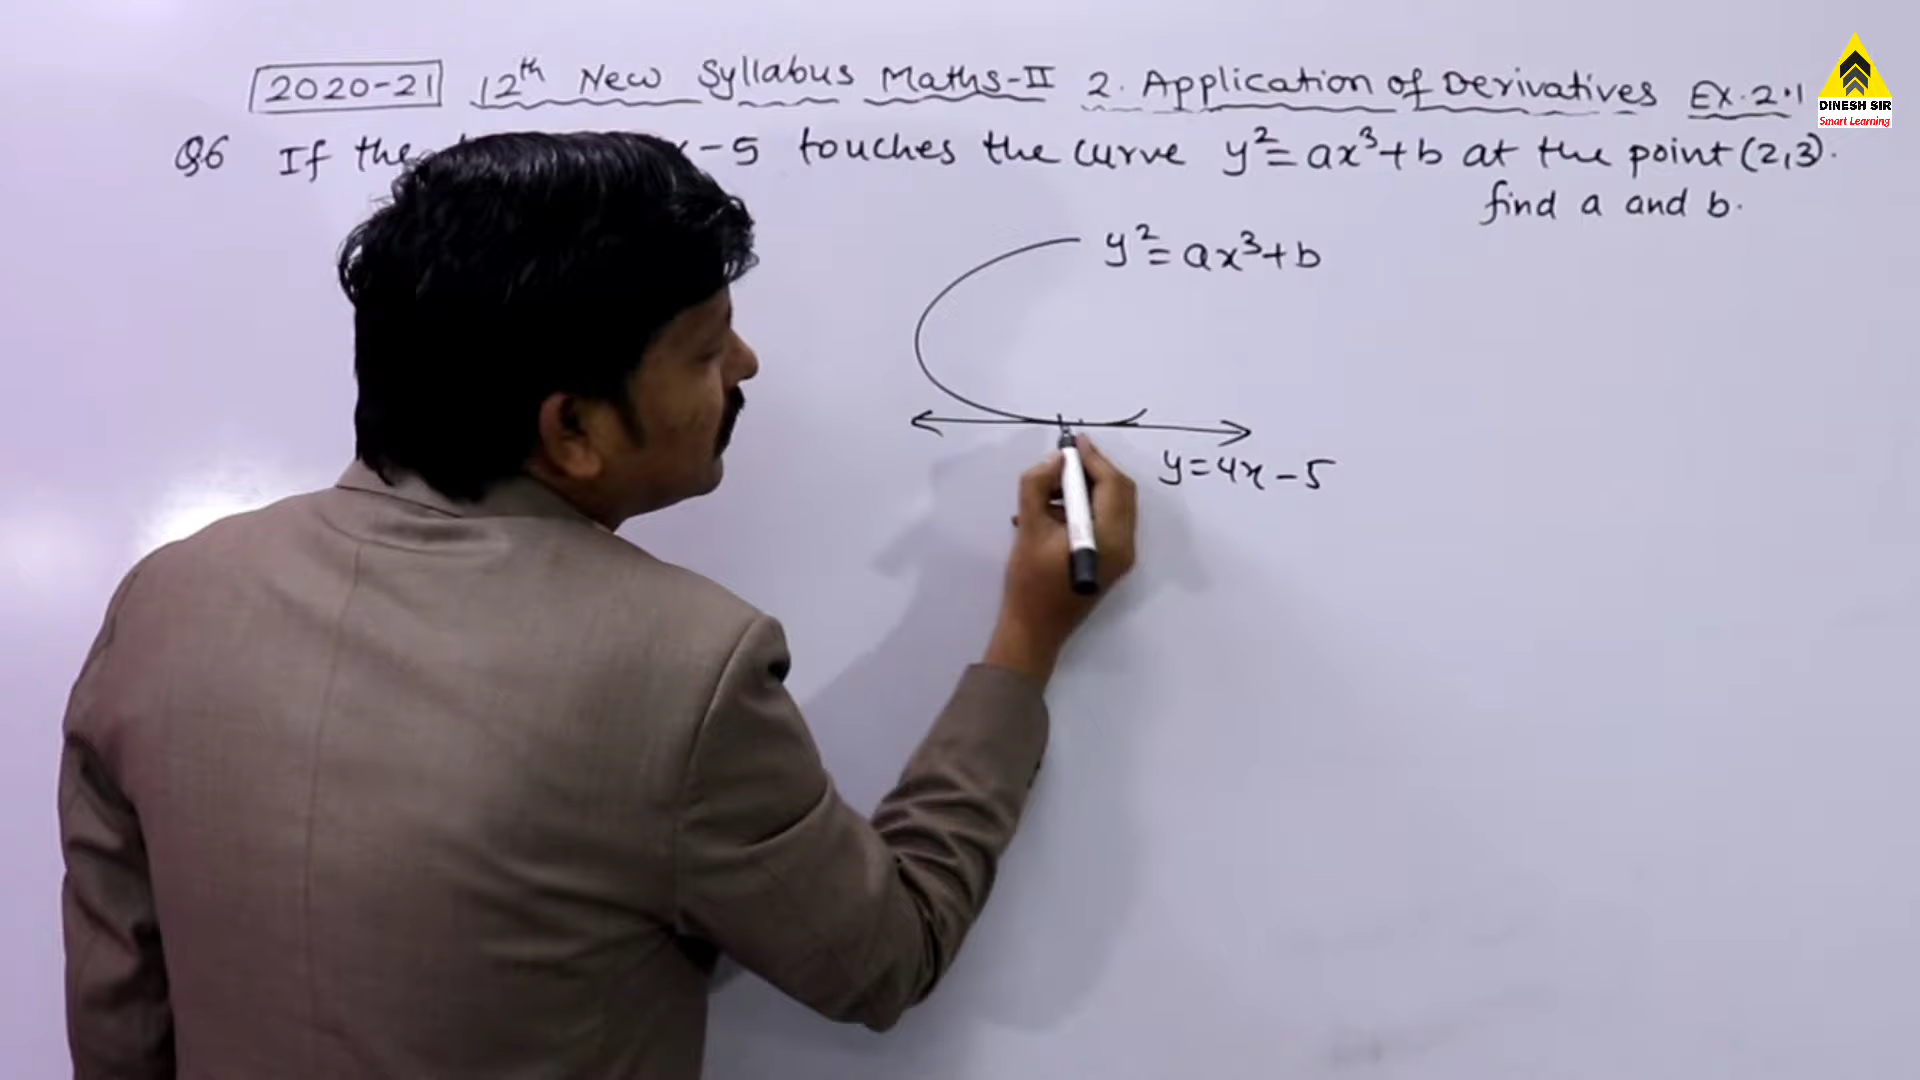 2020-21 12th New Syllabus Maths-II 2. Application of Derivatives Ex. 2.1
DINESH SIR
Smart Learning
Q6 If the x-5 touches the curve y²=ax³+b at the point (2,3).
find a and b.
y²=ax³+b
y=4x-5